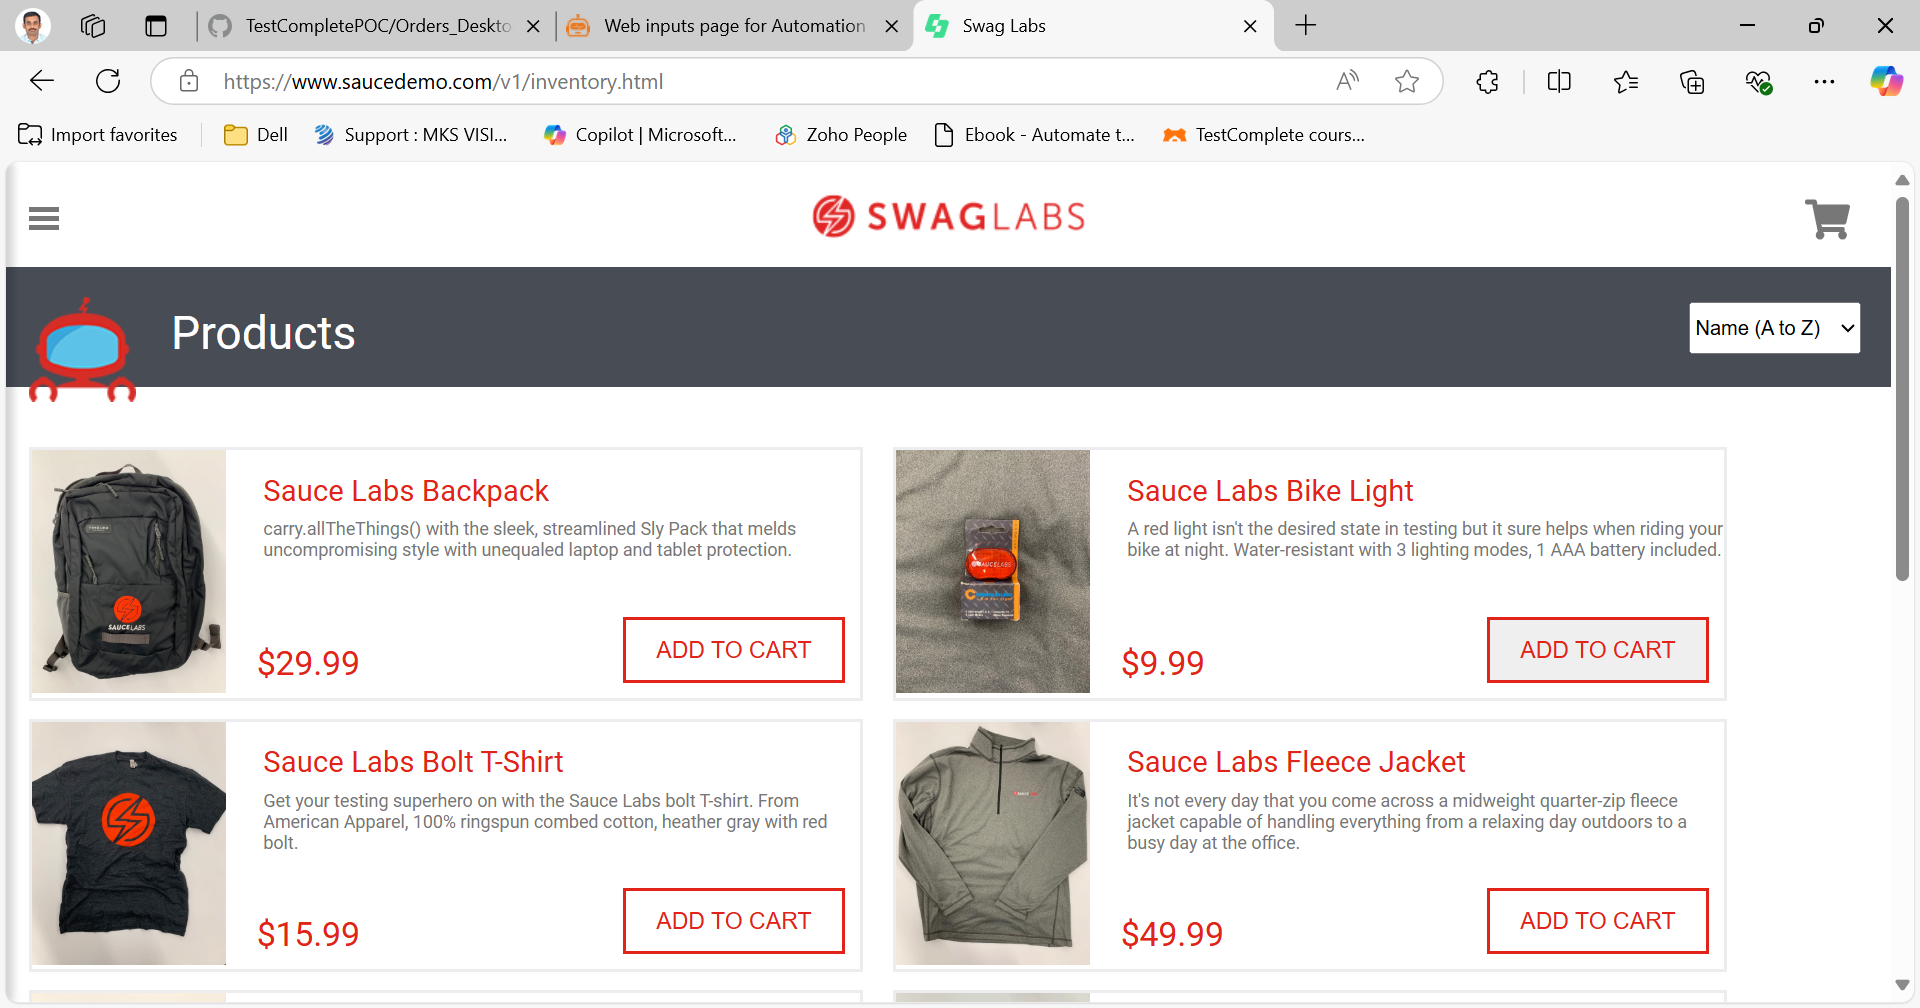 TestCompletePOC/Orders_Deskto
Web inputs page for Automation
Swag Labs
https://www.saucedemo.com/v1/inventory.html
Import favorites
Dell
Support : MKS VISI...
Copilot | Microsoft...
Zoho People
Ebook - Automate t...
TestComplete cours...
SWAGLABS
Products
Name (A to Z)
Sauce Labs Backpack
carry.allTheThings() with the sleek, streamlined Sly Pack that melds
uncompromising style with unequaled laptop and tablet protection.
$29.99
ADD TO CART
SAUCELABS
Sauce Labs Bike Light
A red light isn't the desired state in testing but it sure helps when riding your
bike at night. Water-resistant with 3 lighting modes, 1 AAA battery included.
$9.99
ADD TO CART
SAUCELABS
Sauce Labs Bolt T-Shirt
Get your testing superhero on with the Sauce Labs bolt T-shirt. From
American Apparel, 100% ringspun combed cotton, heather gray with red
bolt.
$15.99
ADD TO CART
Sauce Labs Fleece Jacket
It's not every day that you come across a midweight quarter-zip fleece
jacket capable of handling everything from a relaxing day outdoors to a
busy day at the office.
$49.99
ADD TO CART